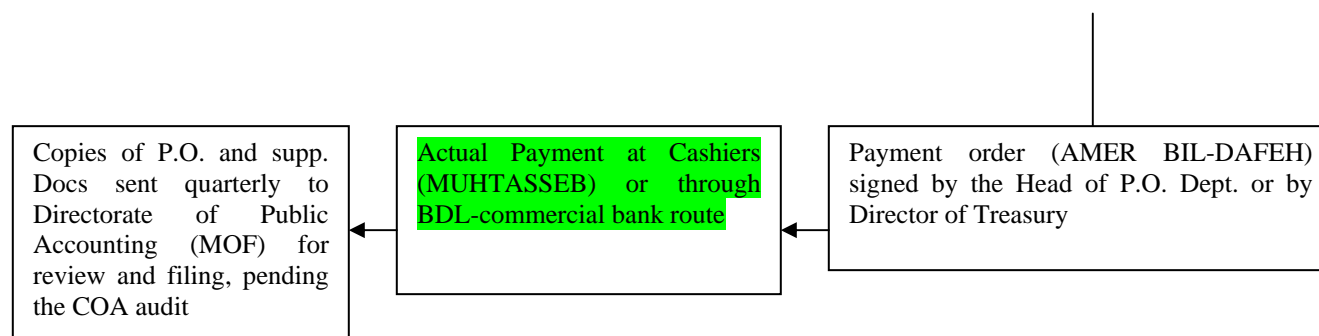 Copies of P.O. and supp.
Docs sent quarterly to
Directorate of Public
Accounting (MOF) for
review and filing, pending
the COA audit
Actual Payment at Cashiers
(MUHTASSEB) or through
BDL-commercial bank route
Payment order (AMER BIL-DAFEH)
signed by the Head of P.O. Dept. or by
Director of Treasury